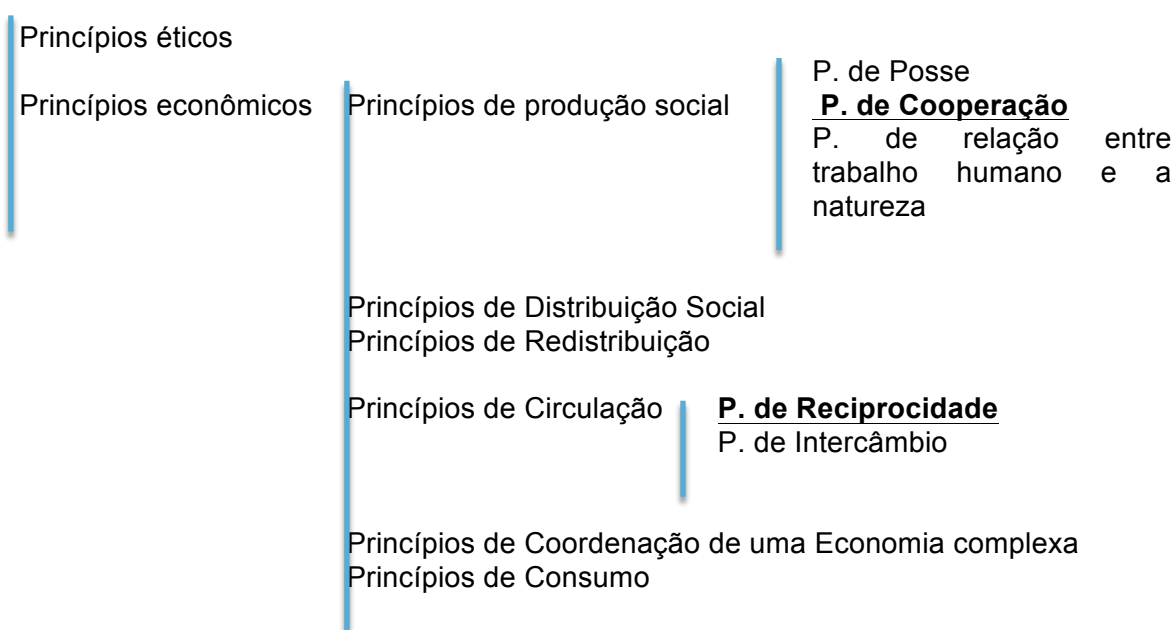 Princípios éticos
Princípios econômicos
Princípios de produção social
P. de Posse
P. de Cooperação
P. de relação entre
trabalho humano e a
natureza
Princípios de Distribuição Social
Princípios de Redistribuição
Princípios de Circulação
P. de Reciprocidade
P. de Intercâmbio
Princípios de Coordenação de uma Economia complexa
Princípios de Consumo